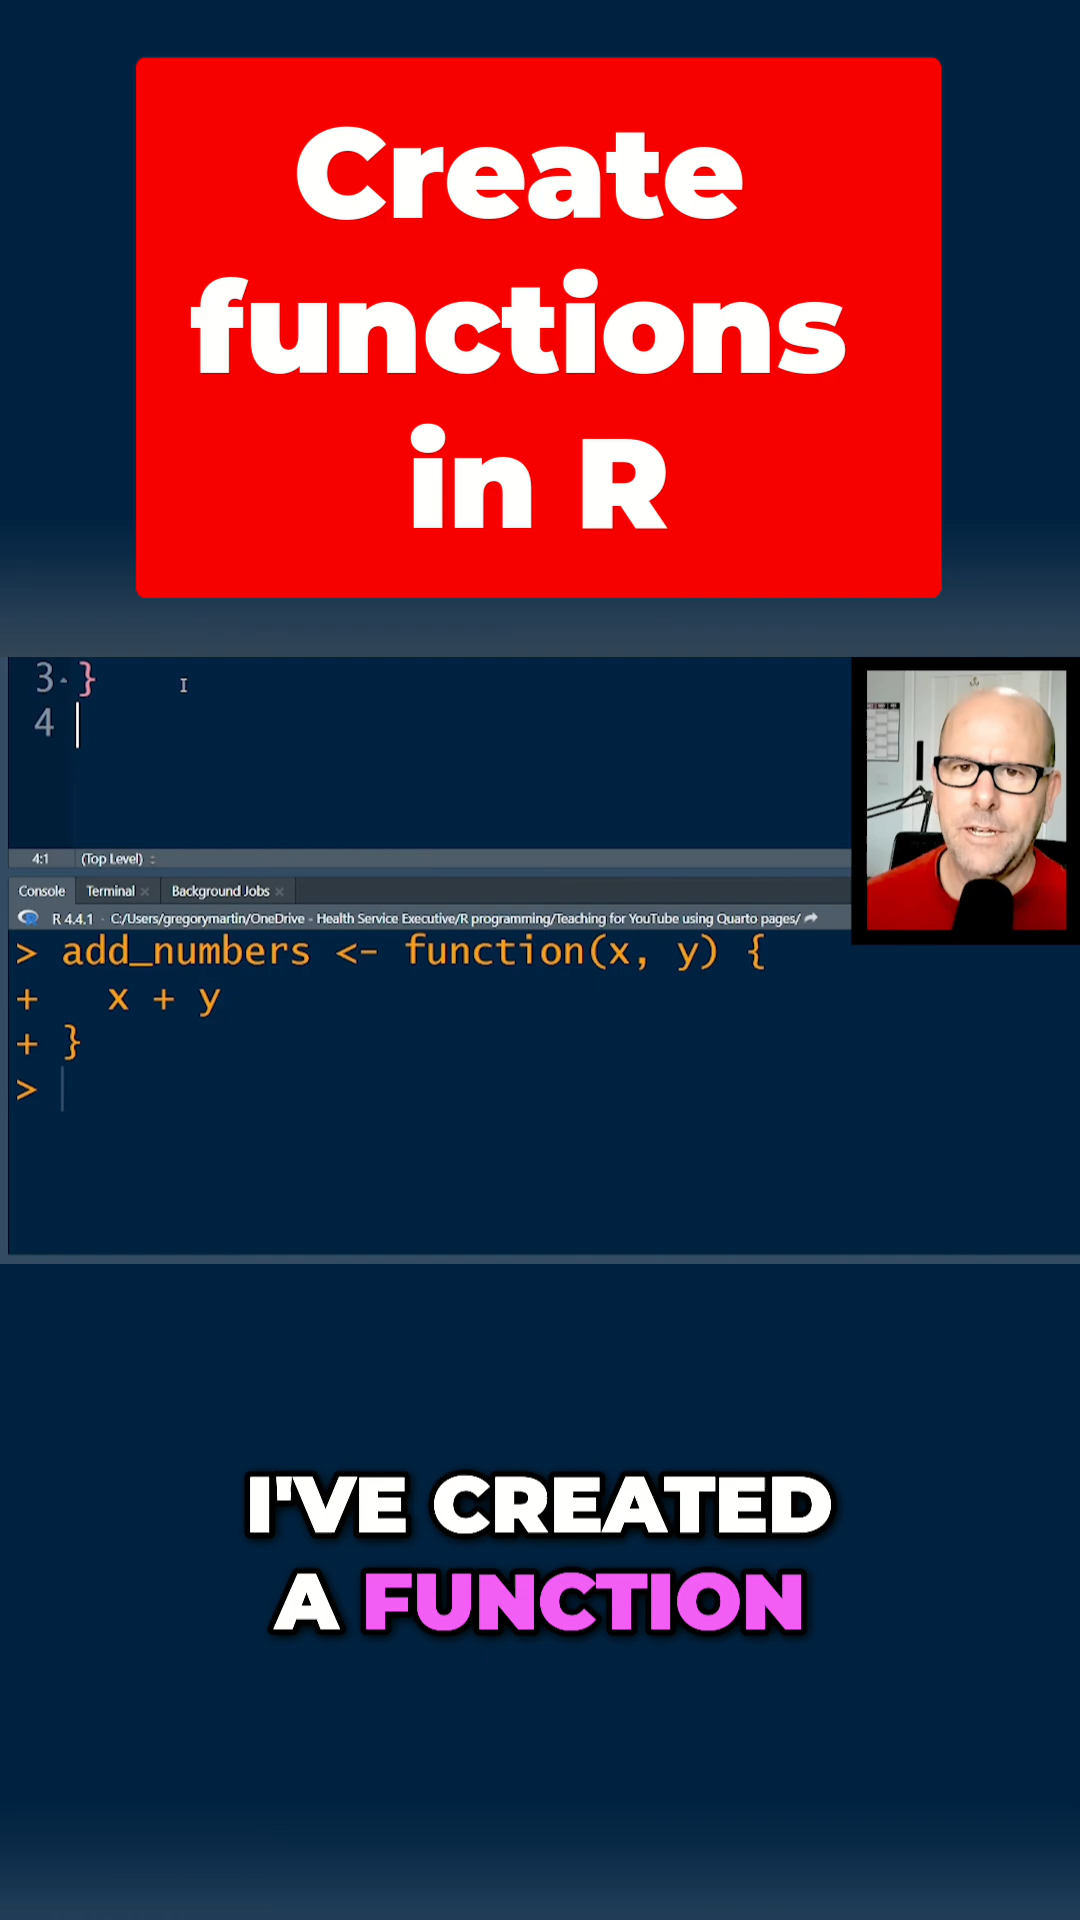 Create
functions
in R
3 }
4
4:1 (Top Level)
Console Terminal Background Jobs
R 4.4.1 · C:/Users/gregorymartin/OneDrive - Health Service Executive/R programming/Teaching for YouTube using Quarto pages/
> add_numbers <- function(x, y) {
+ x + y
+ }
>
I'VE CREATED
A FUNCTION